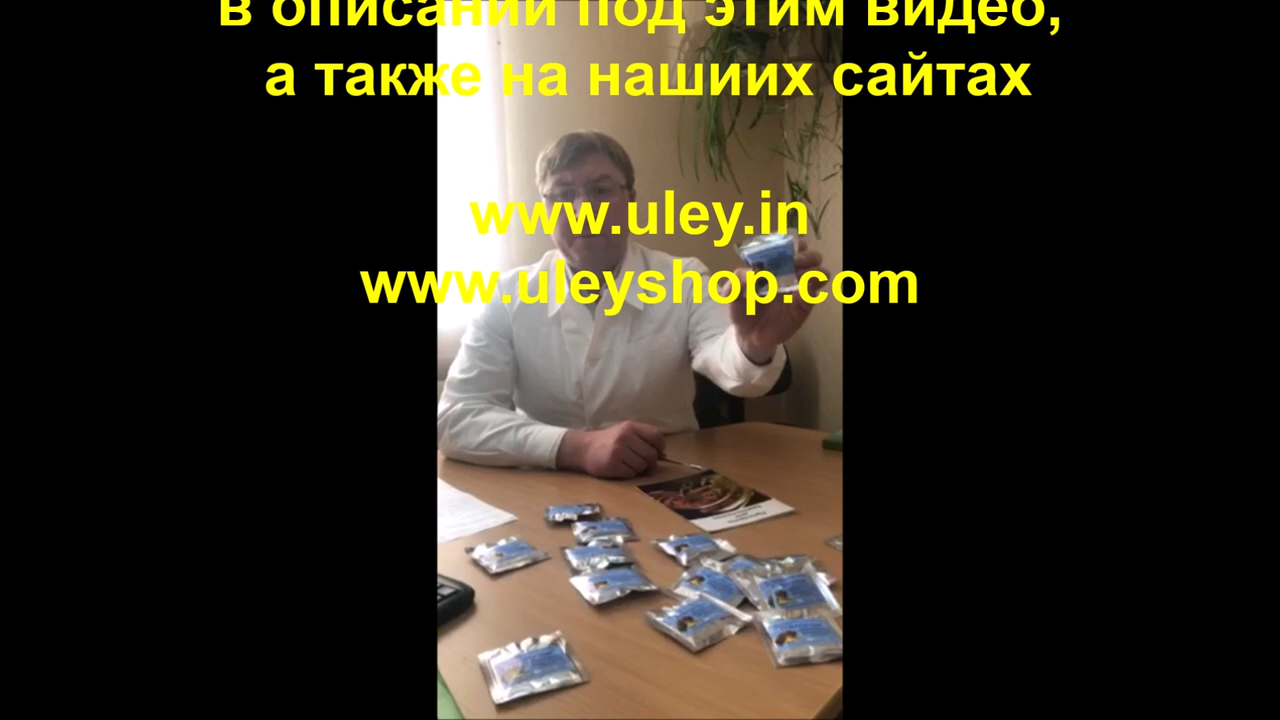 в описании под этим видео,
а также на нашиих сайтах
www.uley.in
www.uleyshop.com